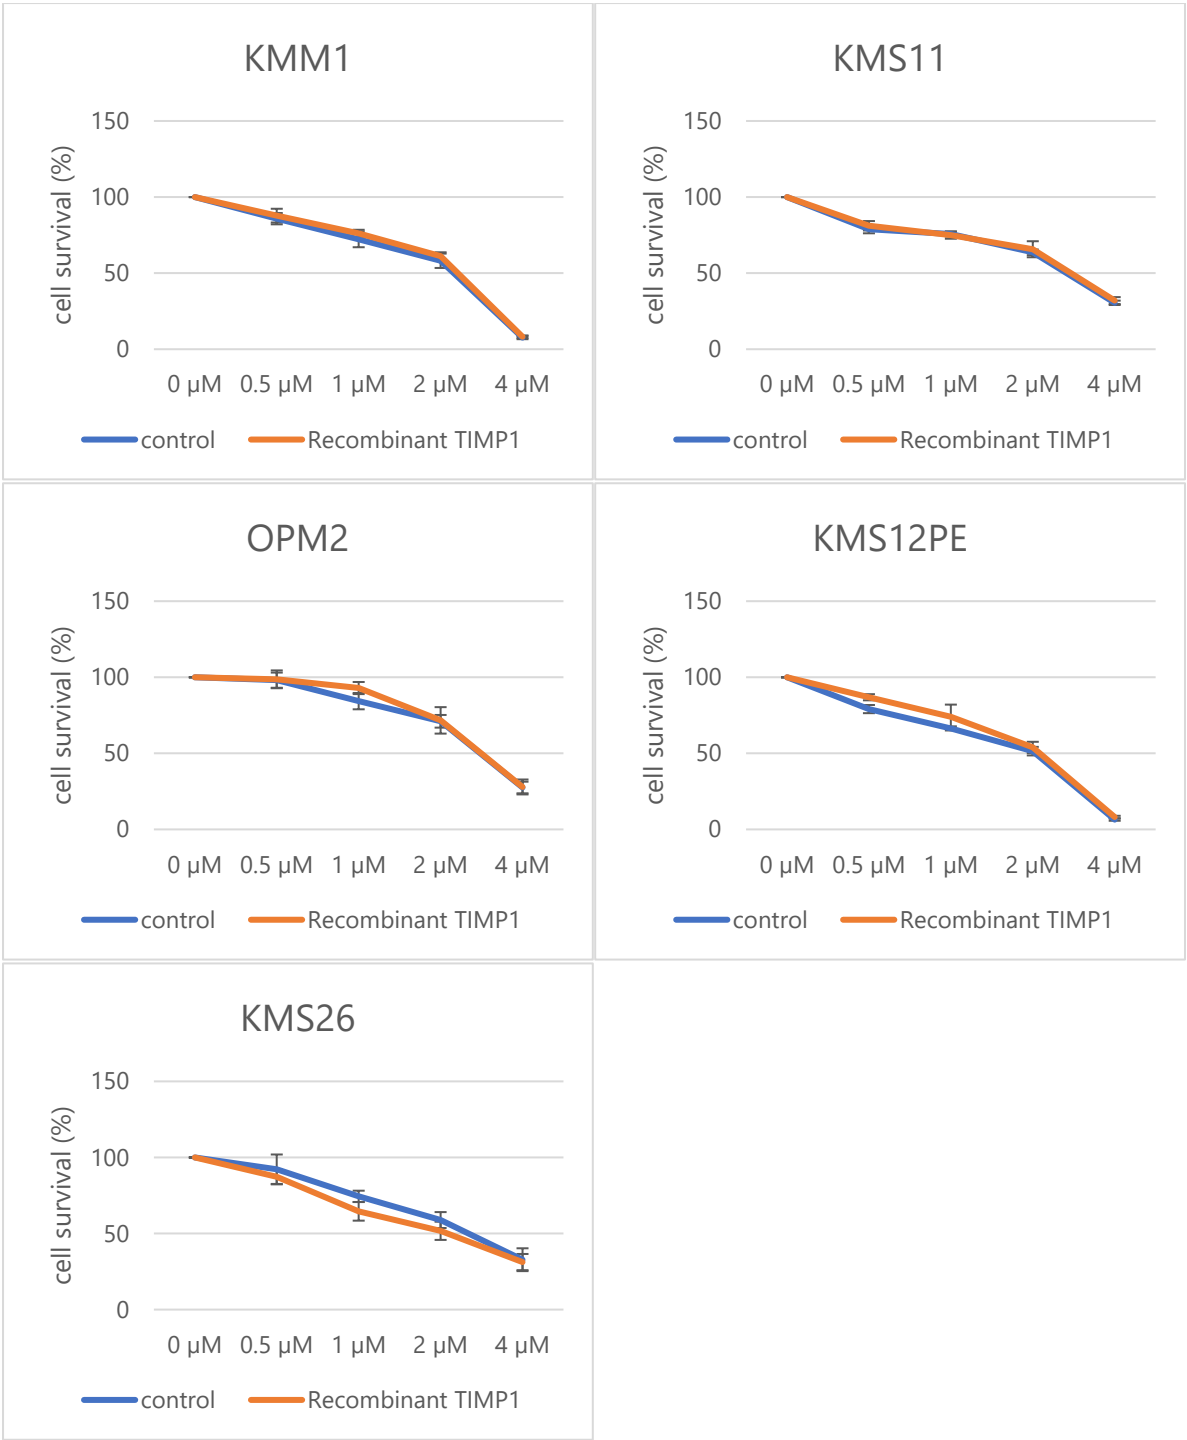 KMM1
150
100
50
0
cell survival (%)
0 μM 0.5 μM 1 μM 2 μM 4 μM
control Recombinant TIMP1
KMS11
150
100
50
0
cell survival (%)
0 μM 0.5 μM 1 μM 2 μM 4 μM
control Recombinant TIMP1
OPM2
150
100
50
0
cell survival (%)
0 μM 0.5 μM 1 μM 2 μM 4 μM
control Recombinant TIMP1
KMS12PE
150
100
50
0
cell survival (%)
0 μM 0.5 μM 1 μM 2 μM 4 μM
control Recombinant TIMP1
KMS26
150
100
50
0
cell survival (%)
0 μM 0.5 μM 1 μM 2 μM 4 μM
control Recombinant TIMP1